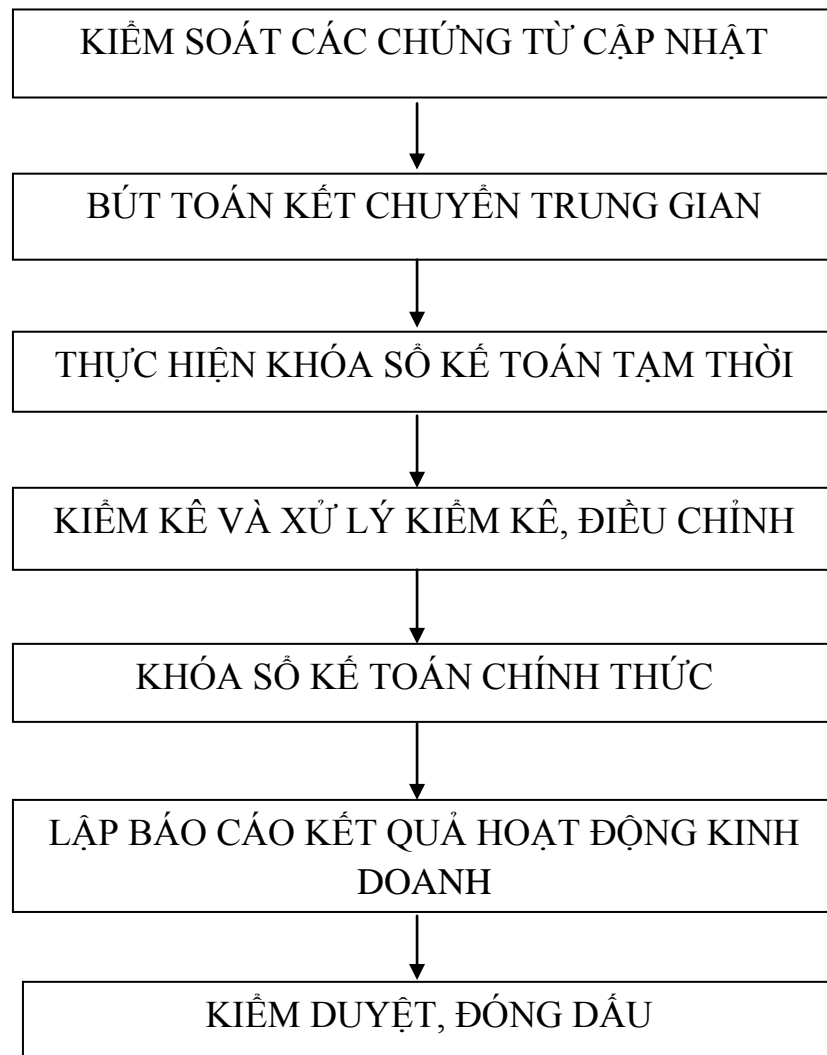 KIỂM SOÁT CÁC CHỨNG TỪ CẬP NHẬT
BÚT TOÁN KẾT CHUYỂN TRUNG GIAN
THỰC HIỆN KHÓA SỔ KẾ TOÁN TẠM THỜI
KIỂM KÊ VÀ XỬ LÝ KIỂM KÊ, ĐIỀU CHỈNH
KHÓA SỔ KẾ TOÁN CHÍNH THỨC
LẬP BÁO CÁO KẾT QUẢ HOẠT ĐỘNG KINH
DOANH
KIỂM DUYỆT, ĐÓNG DẤU